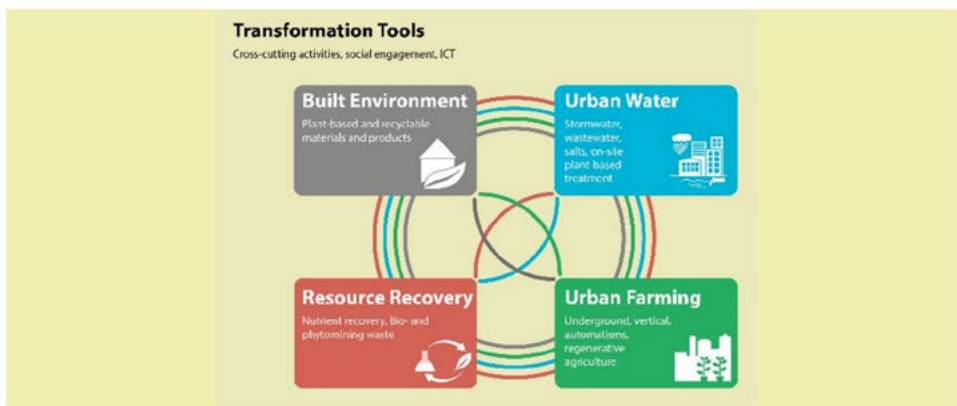 Transformation Tools
Cross-cutting activities, social engagement, ICT
Built Environment
Plant-based and recyclable
materials and products
Urban Water
Stormwater,
wastewater,
salts, on-site
plant-based
treatment
Resource Recovery
Nutrient recovery, Bio- and
phytomining waste
Urban Farming
Underground, vertical,
automatisms,
regenerative
agriculture